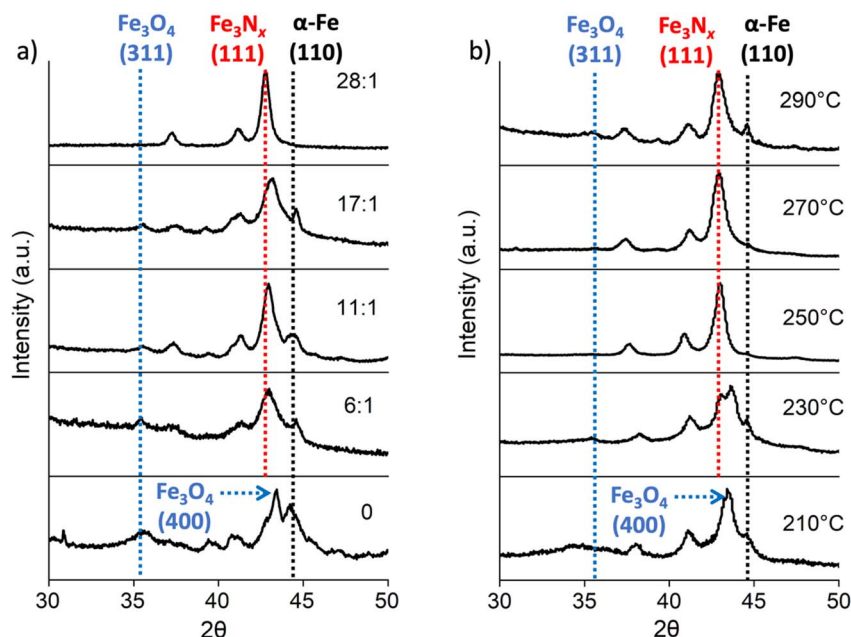 a)
Fe₃O₄ Fe₃Nₓ α-Fe
(311) (111) (110)
28:1
17:1
11:1
6:1
Fe₃O₄
(400)
0
Intensity (a.u.)
30 35 40 45 50
2θ
b)
Fe₃O₄ Fe₃Nₓ α-Fe
(311) (111) (110)
290°C
270°C
250°C
230°C
Fe₃O₄
(400)
210°C
Intensity (a.u.)
30 35 40 45 50
2θ